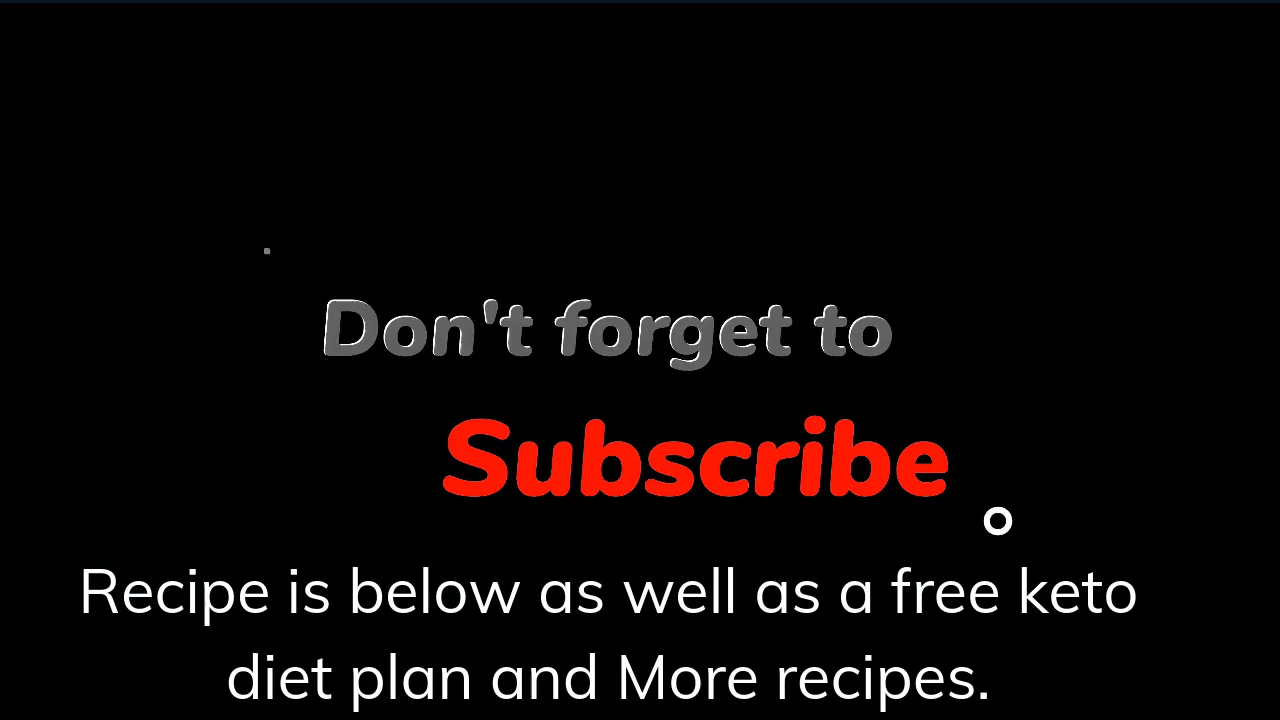 Don't forget to
Subscribe
Recipe is below as well as a free keto
diet plan and More recipes.